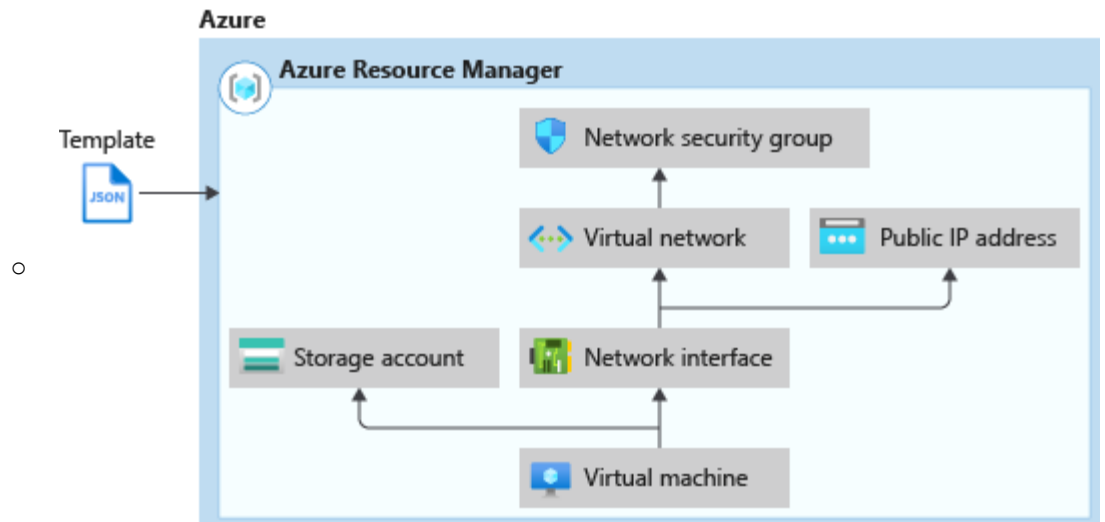 Azure
Azure Resource Manager
Template
JSON
Network security group
Virtual network
Public IP address
Storage account
Network interface
Virtual machine